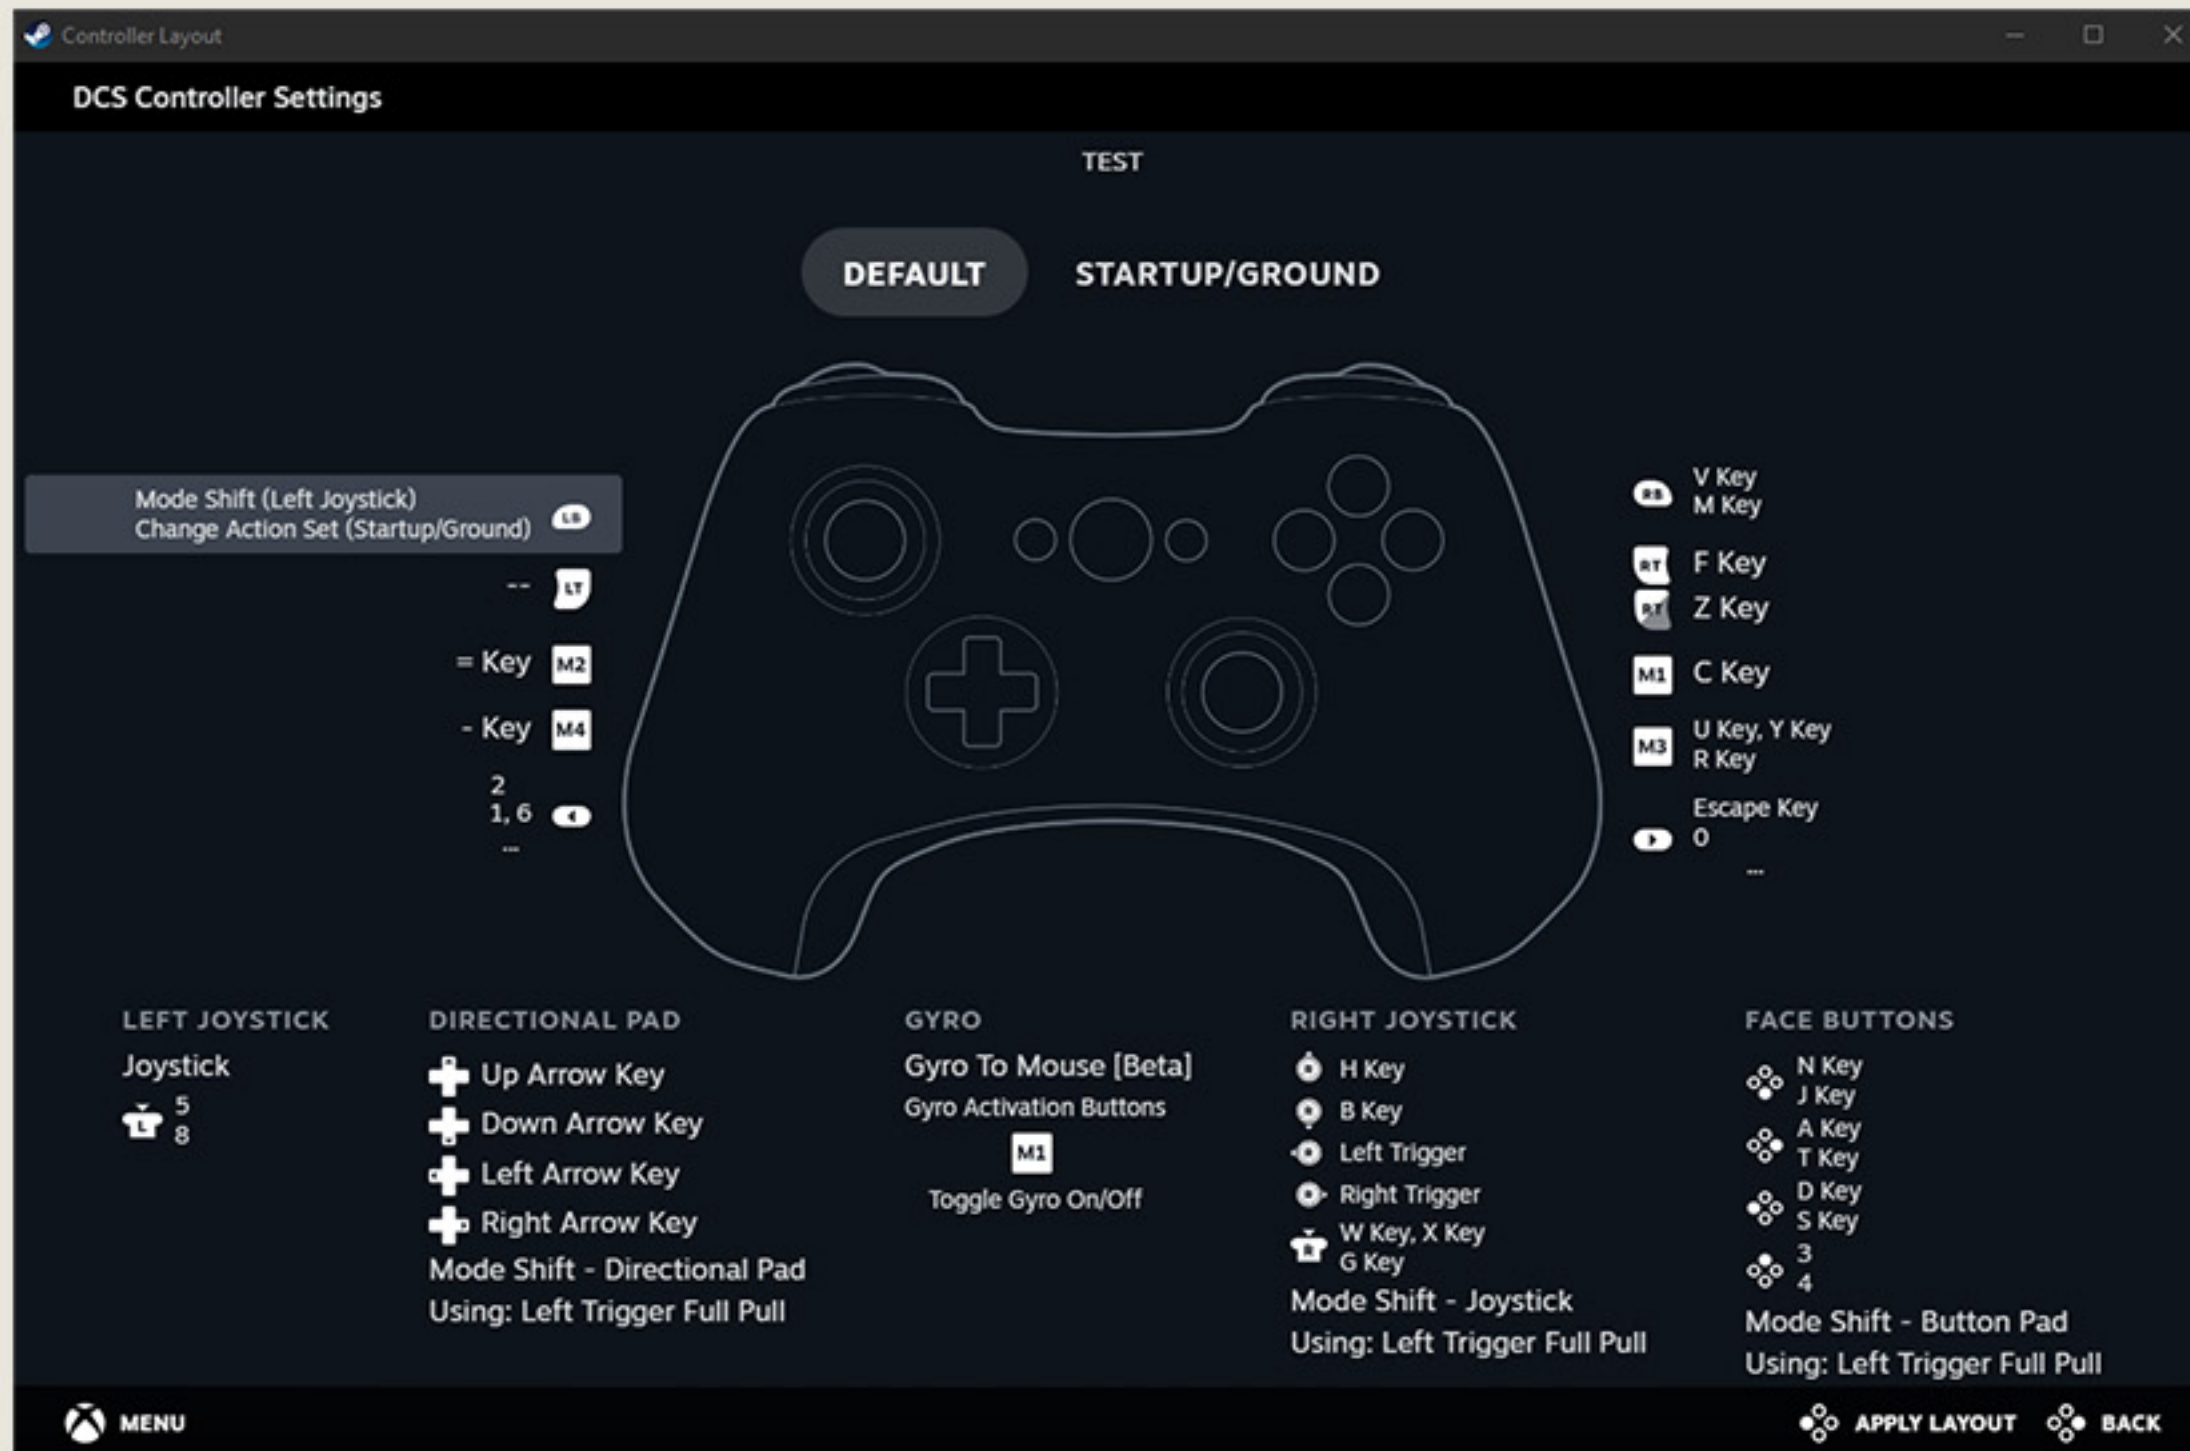 Controller Layout
DCS Controller Settings
TEST
DEFAULT STARTUP/GROUND
Mode Shift (Left Joystick)
Change Action Set (Startup/Ground) LB
-- LT
= Key M2
- Key M4
2
1, 6
...
RB V Key
M Key
RT F Key
RT Z Key
M1 C Key
M3 U Key, Y Key
R Key
Escape Key
0
...
LEFT JOYSTICK
Joystick
L 5
8
DIRECTIONAL PAD
Up Arrow Key
Down Arrow Key
Left Arrow Key
Right Arrow Key
Mode Shift - Directional Pad
Using: Left Trigger Full Pull
GYRO
Gyro To Mouse [Beta]
Gyro Activation Buttons
M1
Toggle Gyro On/Off
RIGHT JOYSTICK
H Key
B Key
Left Trigger
Right Trigger
R W Key, X Key
G Key
Mode Shift - Joystick
Using: Left Trigger Full Pull
FACE BUTTONS
N Key
J Key
A Key
T Key
D Key
S Key
3
4
Mode Shift - Button Pad
Using: Left Trigger Full Pull
MENU
APPLY LAYOUT BACK